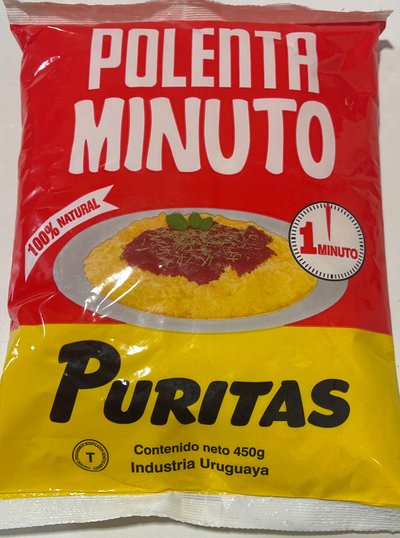 POLENTA
MINUTO
100% NATURAL
1 MINUTO
PURITAS
T
Contenido neto 450g
Industria Uruguaya